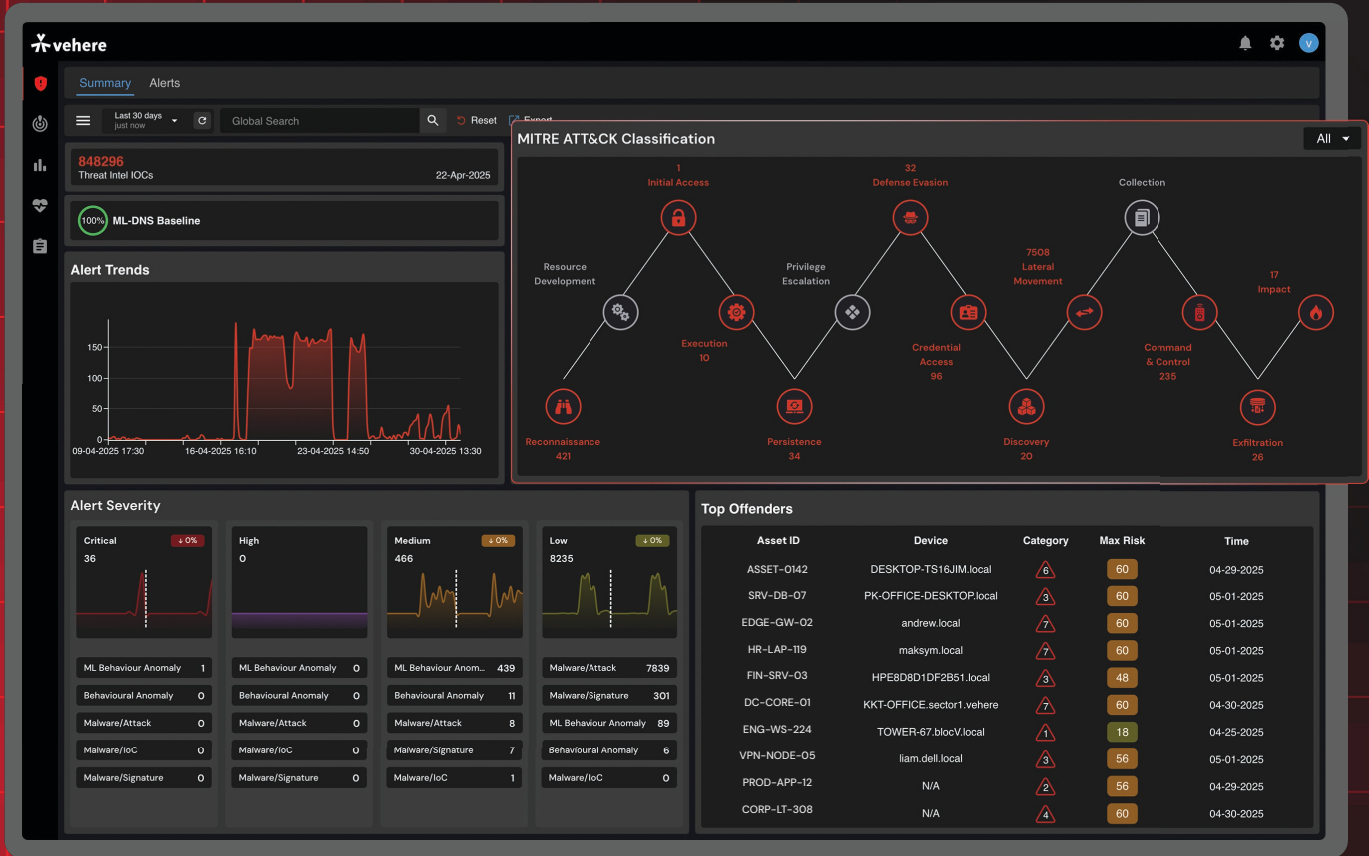 vehere
V
Summary
Alerts
Last 30 days
just now
Global Search
Reset
Export
848296
Threat Intel IOCs
22-Apr-2025
100%
ML-DNS Baseline
Alert Trends
150
100
50
0
09-04-2025 17:30
16-04-2025 16:10
23-04-2025 14:50
30-04-2025 13:30
MITRE ATT&CK Classification
All
1
Initial Access
32
Defense Evasion
Collection
Resource
Development
Privilege
Escalation
7508
Lateral
Movement
17
Impact
Execution
10
Credential
Access
96
Command
& Control
235
Reconnaissance
421
Persistence
34
Discovery
20
Exfiltration
26
Alert Severity
Critical
↓ 0%
36
ML Behaviour Anomaly 1
Behavioural Anomaly 0
Malware/Attack 0
Malware/IoC 0
Malware/Signature 0
High
0
ML Behaviour Anomaly 0
Behavioural Anomaly 0
Malware/Attack 0
Malware/IoC 0
Malware/Signature 0
Medium
↓ 0%
466
ML Behaviour Anom... 439
Behavioural Anomaly 11
Malware/Attack 8
Malware/Signature 7
Malware/IoC 1
Low
↓ 0%
8235
Malware/Attack 7839
Malware/Signature 301
ML Behaviour Anomaly 89
Behavioural Anomaly 6
Malware/IoC 0
Top Offenders
Asset ID Device Category Max Risk Time
ASSET-0142 DESKTOP-TS16JIM.local 6 60 04-29-2025
SRV-DB-07 PK-OFFICE-DESKTOP.local 3 60 05-01-2025
EDGE-GW-02 andrew.local 7 60 05-01-2025
HR-LAP-119 maksym.local 7 60 05-01-2025
FIN-SRV-03 HPE8D8D1DF2B51.local 3 48 05-01-2025
DC-CORE-01 KKT-OFFICE.sector1.vehere 7 60 04-30-2025
ENG-WS-224 TOWER-67.blocV.local 1 18 04-25-2025
VPN-NODE-05 liam.dell.local 3 56 05-01-2025
PROD-APP-12 N/A 2 56 04-29-2025
CORP-LT-308 N/A 4 60 04-30-2025